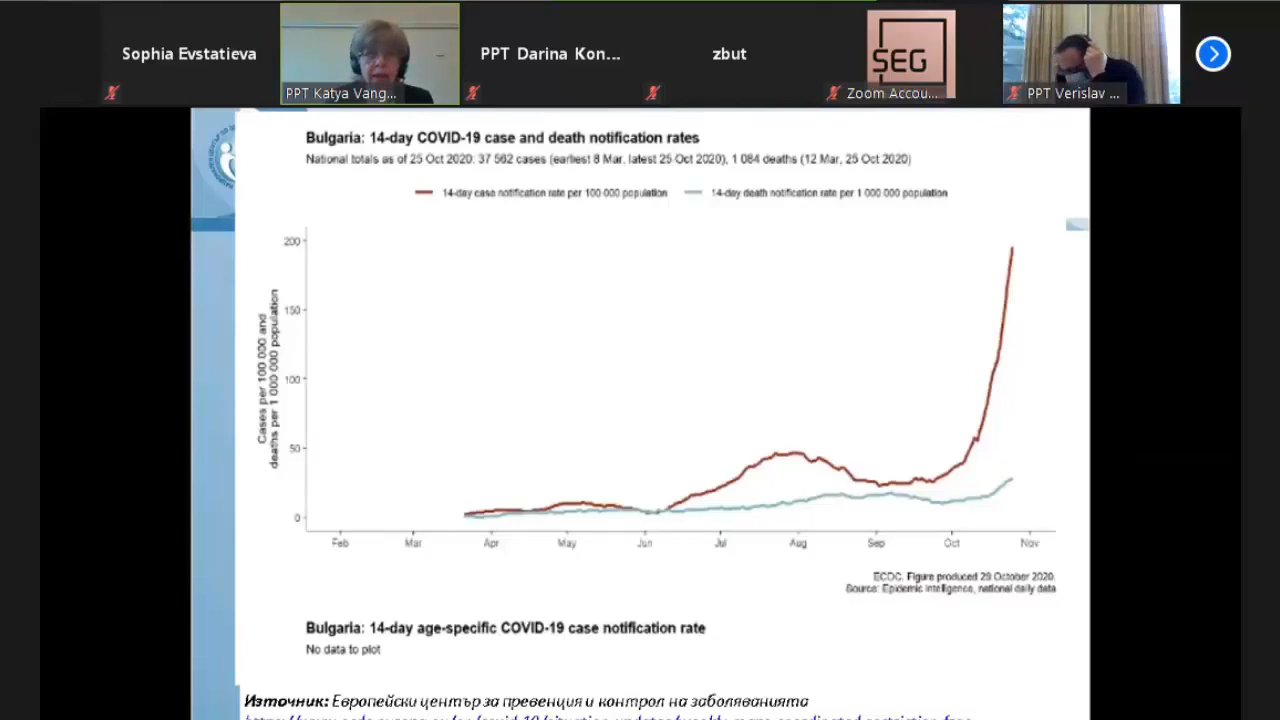 Sophia Evstatieva
PPT Katya Vang...
PPT Darina Kon...
zbut
SEG
Zoom Accou...
PPT Verislav ...
Bulgaria: 14-day COVID-19 case and death notification rates
National totals as of 25 Oct 2020: 37 562 cases (earliest 8 Mar, latest 25 Oct 2020), 1 084 deaths (12 Mar, 25 Oct 2020)
14-day case notification rate per 100 000 population
14-day death notification rate per 1 000 000 population
Cases per 100 000 and
deaths per 1 000 000 population
200
150
100
50
0
Feb Mar Apr May Jun Jul Aug Sep Oct Nov
ECDC. Figure produced 29 October 2020.
Source: Epidemic intelligence, national daily data
Bulgaria: 14-day age-specific COVID-19 case notification rate
No data to plot
Източник: Европейски център за превенция и контрол на заболяванията